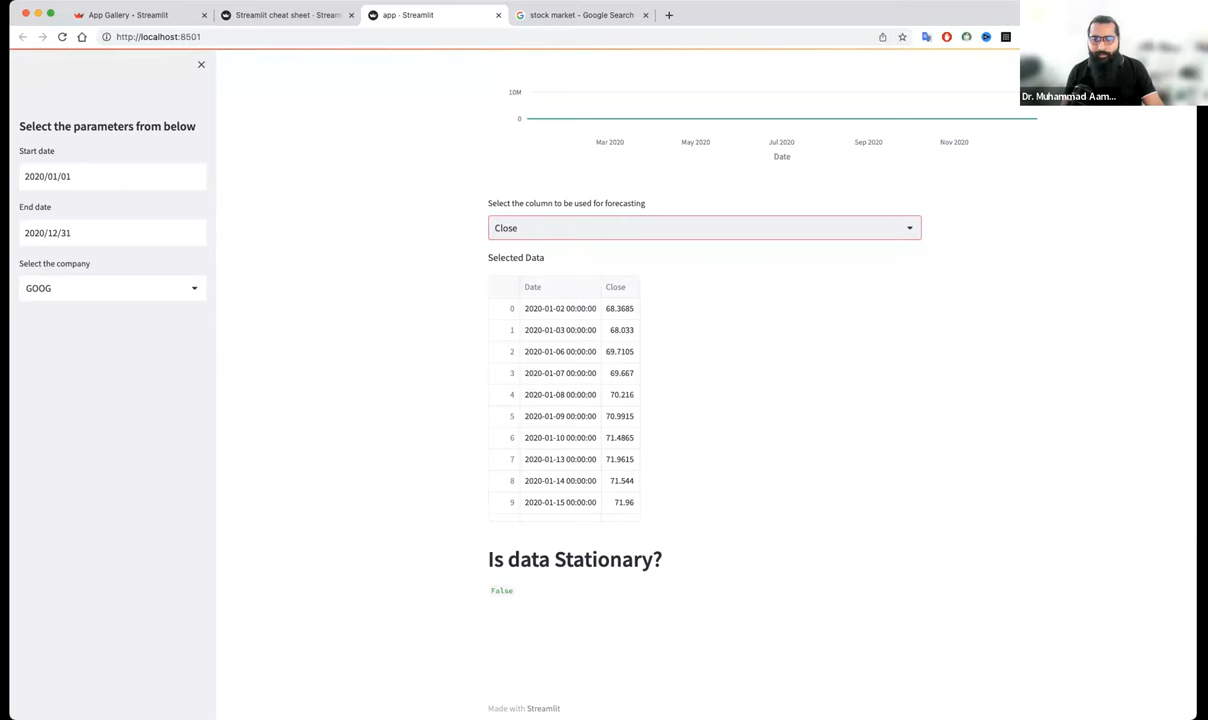 App Gallery • Streamlit
Streamlit cheat sheet · Stream
app · Streamlit
stock market - Google Search
http://localhost:8501
Dr. Muhammad Aam...
Select the parameters from below
Start date
2020/01/01
End date
2020/12/31
Select the company
GOOG
10M
0
Mar 2020 May 2020 Jul 2020 Sep 2020 Nov 2020
Date
Select the column to be used for forecasting
Close
Selected Data
Date Close
0 2020-01-02 00:00:00 68.3685
1 2020-01-03 00:00:00 68.033
2 2020-01-06 00:00:00 69.7105
3 2020-01-07 00:00:00 69.667
4 2020-01-08 00:00:00 70.216
5 2020-01-09 00:00:00 70.9915
6 2020-01-10 00:00:00 71.4865
7 2020-01-13 00:00:00 71.9615
8 2020-01-14 00:00:00 71.544
9 2020-01-15 00:00:00 71.96
Is data Stationary?
False
Made with Streamlit